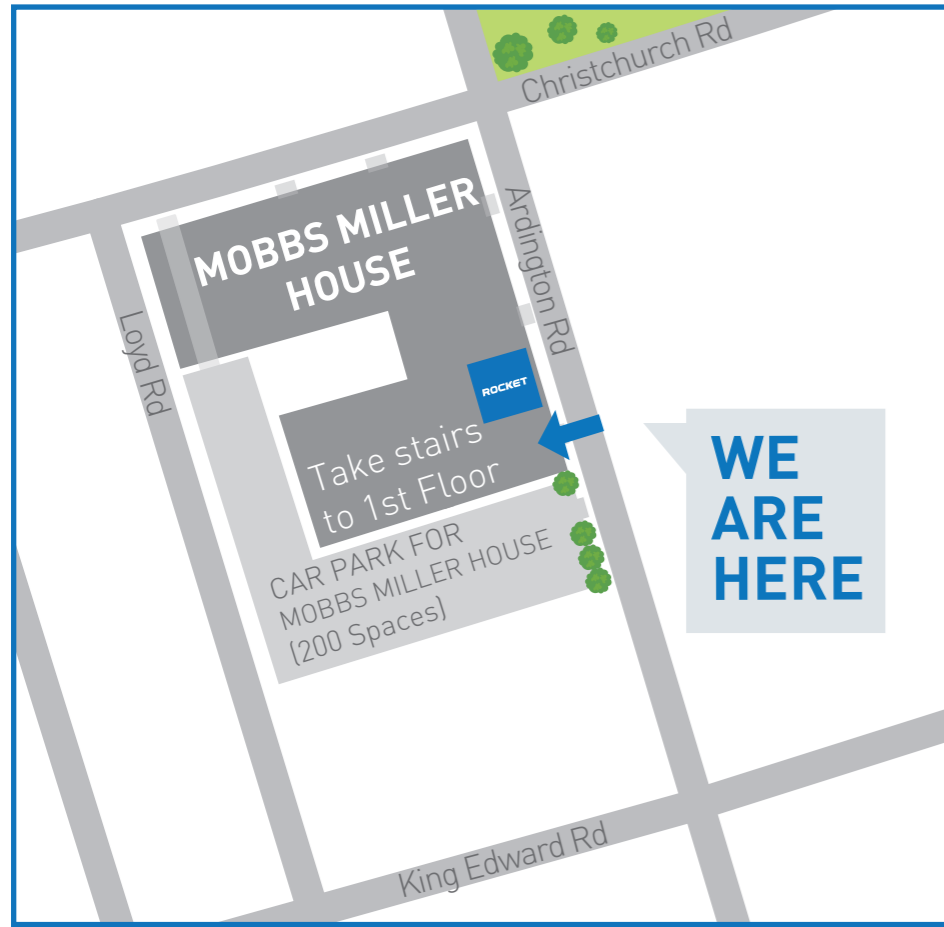 Christchurch Rd
MOBBS MILLER
HOUSE
Ardington Rd
Loyd Rd
ROCKET
Take stairs
to 1st Floor
WE
ARE
HERE
CAR PARK FOR
MOBBS MILLER HOUSE
(200 Spaces)
King Edward Rd